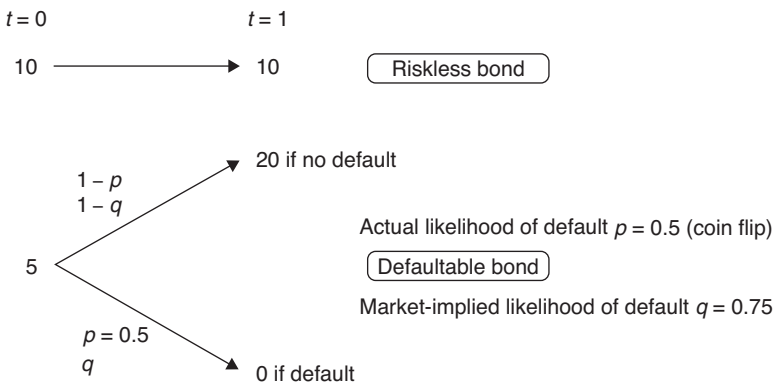 t = 0 t = 1
10 10 Riskless bond
20 if no default
1 – p
1 – q
Actual likelihood of default p = 0.5 (coin flip)
5 Defaultable bond
Market-implied likelihood of default q = 0.75
p = 0.5
q
0 if default